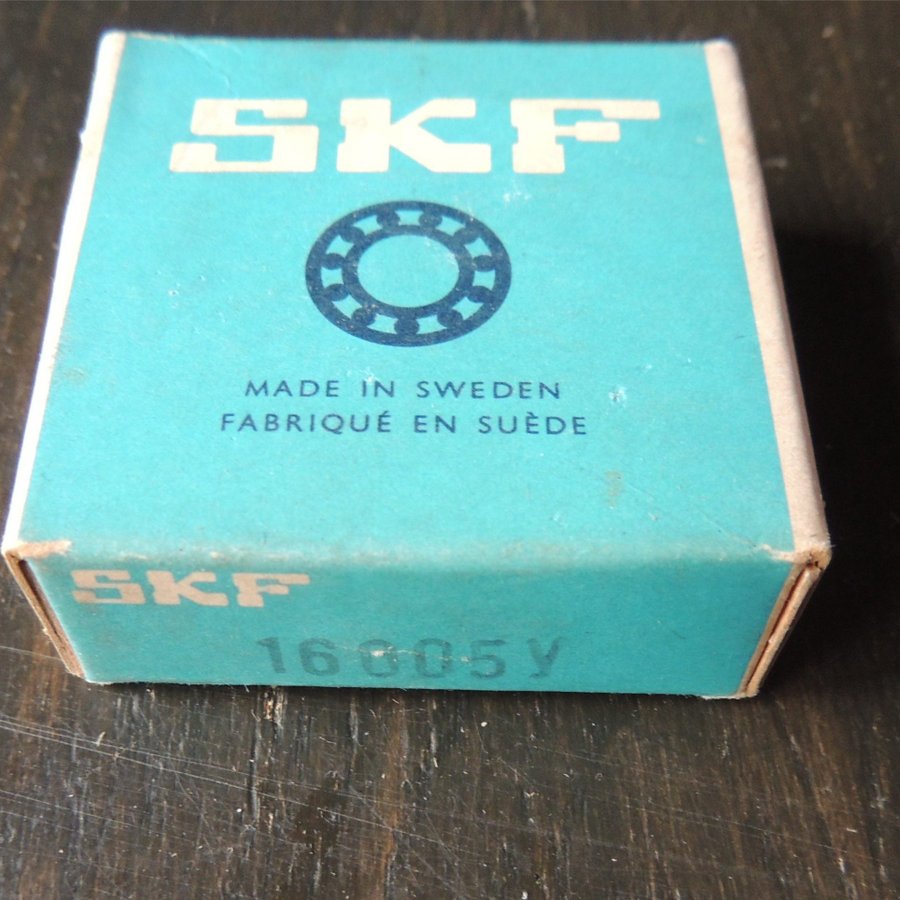 SKF
MADE IN SWEDEN
FABRIQUÉ EN SUÈDE
SKF
16005Y